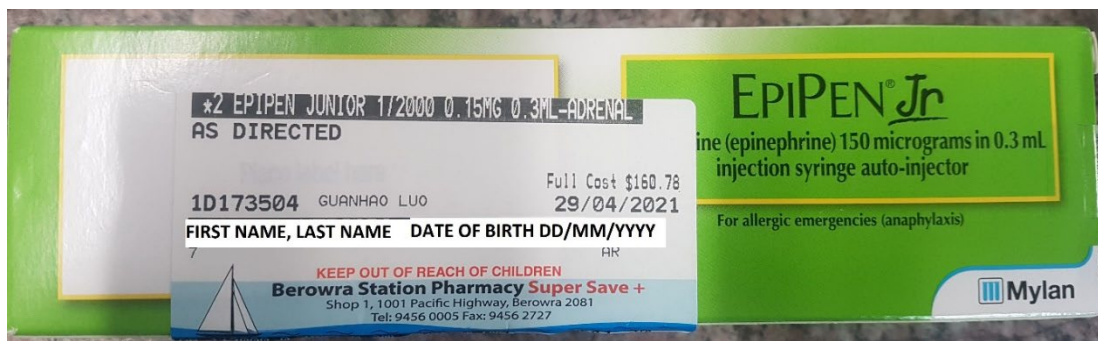 *2 EPIPEN JUNIOR 1/2000 0.15MG 0.3ML-ADRENAL
AS DIRECTED
Full Cost $160.78
1D173504 GUANHAO LUO 29/04/2021
FIRST NAME, LAST NAME DATE OF BIRTH DD/MM/YYYY
7 AR
KEEP OUT OF REACH OF CHILDREN
Berowra Station Pharmacy Super Save +
Shop 1, 1001 Pacific Highway, Berowra 2081
Tel: 9456 0005 Fax: 9456 2727
EPIPEN® Jr
ine (epinephrine) 150 micrograms in 0.3 mL
injection syringe auto-injector
For allergic emergencies (anaphylaxis)
Mylan